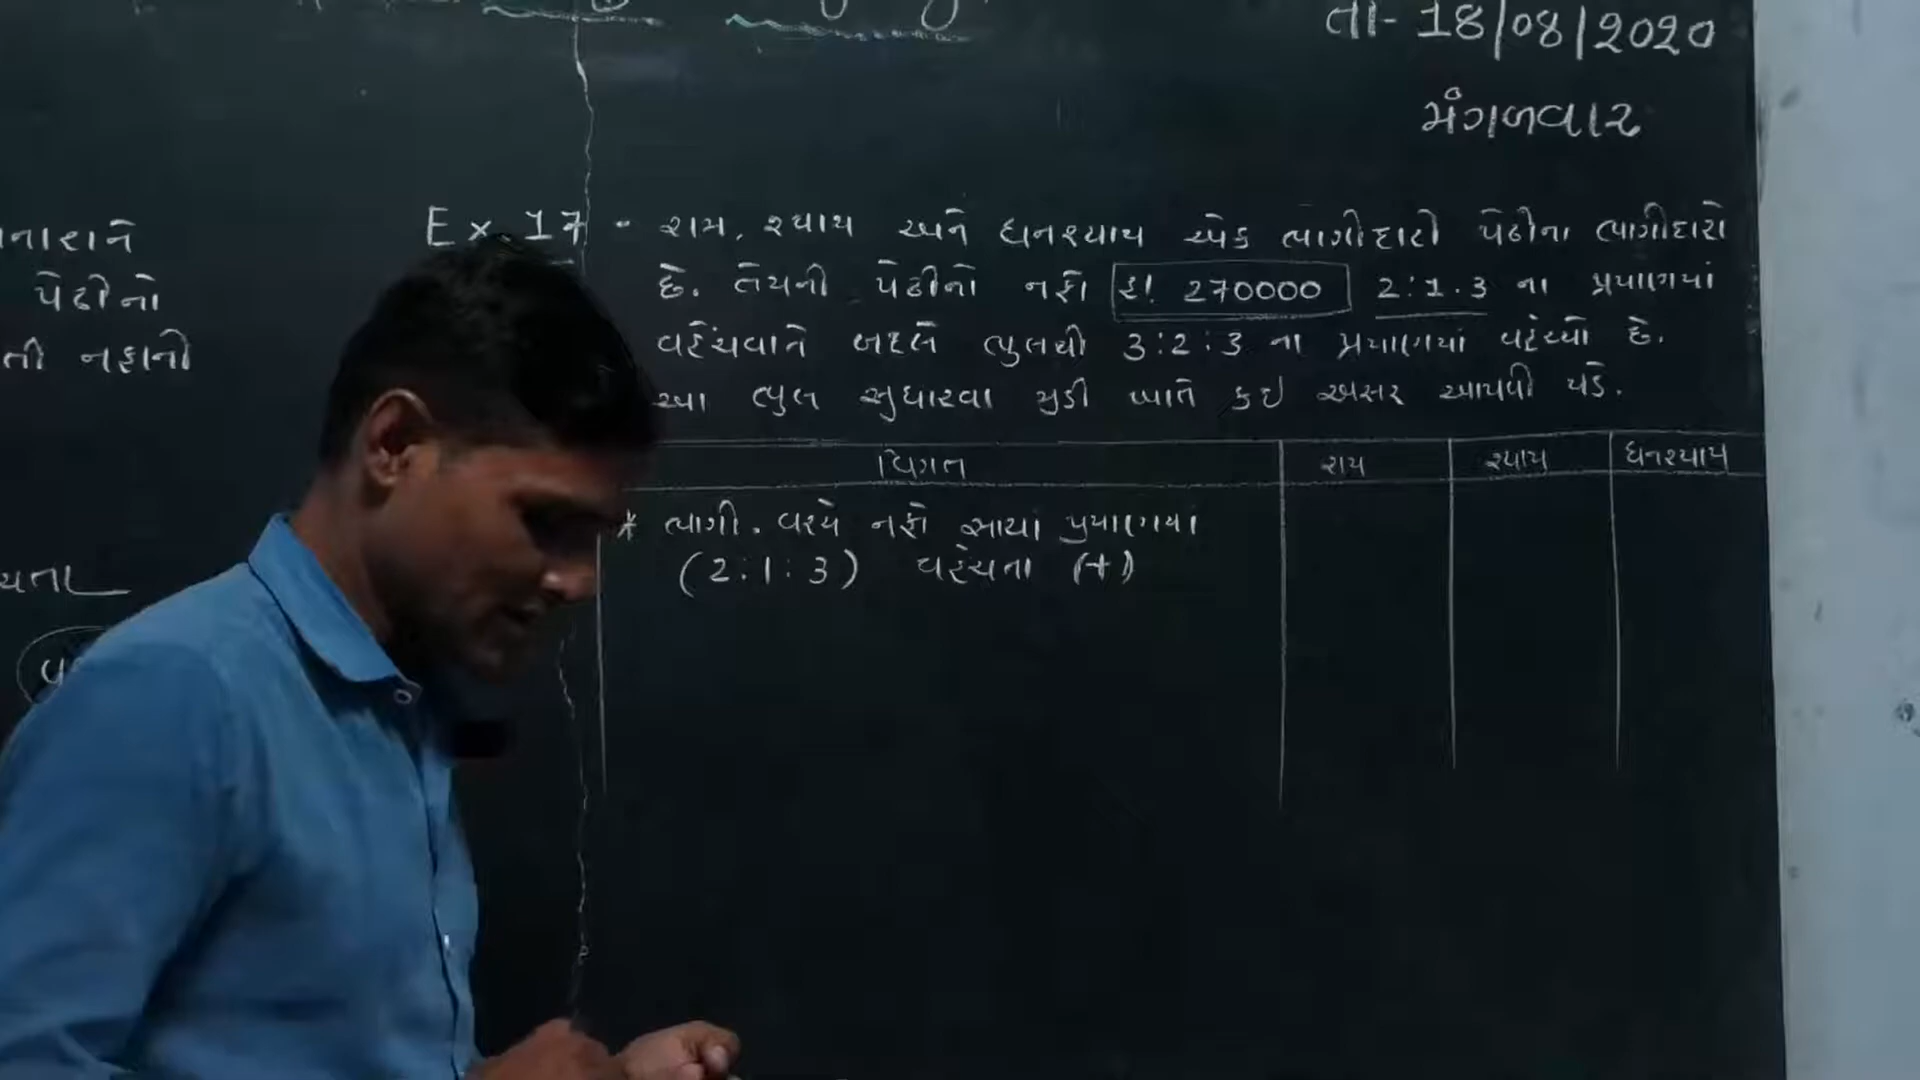 તા- 18/08/2020
મંગળવાર
નારાને
પેઢીનો
તી નફાની
Ex. 17 - રામ, શ્યામ અને ઘનશ્યામ એક ભાગીદારી પેઢીના ભાગીદારો
છે. તેમની પેઢીનો નફો રૂા. 270000 2:1:3 ના પ્રમાણમાં
વહેંચવાને બદલે ભુલથી 3:2:3 ના પ્રમાણમાં વહેંચ્યો છે.
આ ભુલ સુધારવા મુડી ખાતે કઈ અસર આપવી પડે.
વિગત રામ શ્યામ ઘનશ્યામ
* ભાગી. વચ્ચે નફો સાચાં પ્રમાણમાં
(2:1:3) વહેંચતા (+)